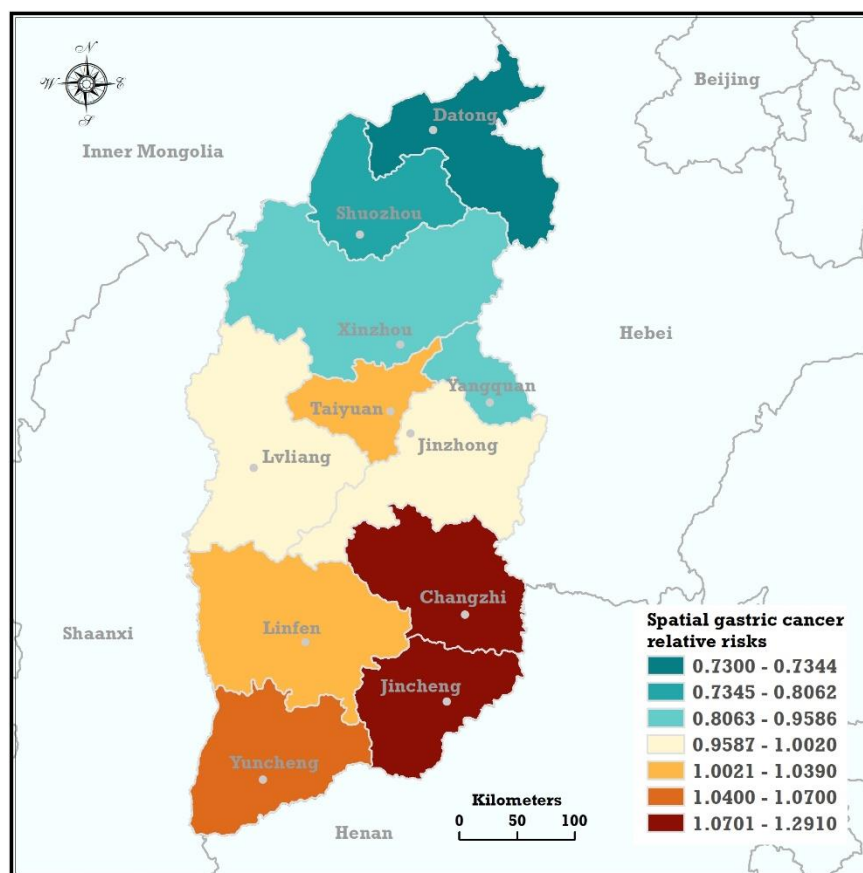 N
W E
S
Beijing
Datong
Inner Mongolia
Shuozhou
Hebei
Xinzhou
Yangquan
Taiyuan
Jinzhong
Lvliang
Changzhi
Shaanxi
Linfen
Jincheng
Yuncheng
Henan
Kilometers
0 50 100
Spatial gastric cancer
relative risks
0.7300 - 0.7344
0.7345 - 0.8062
0.8063 - 0.9586
0.9587 - 1.0020
1.0021 - 1.0390
1.0400 - 1.0700
1.0701 - 1.2910